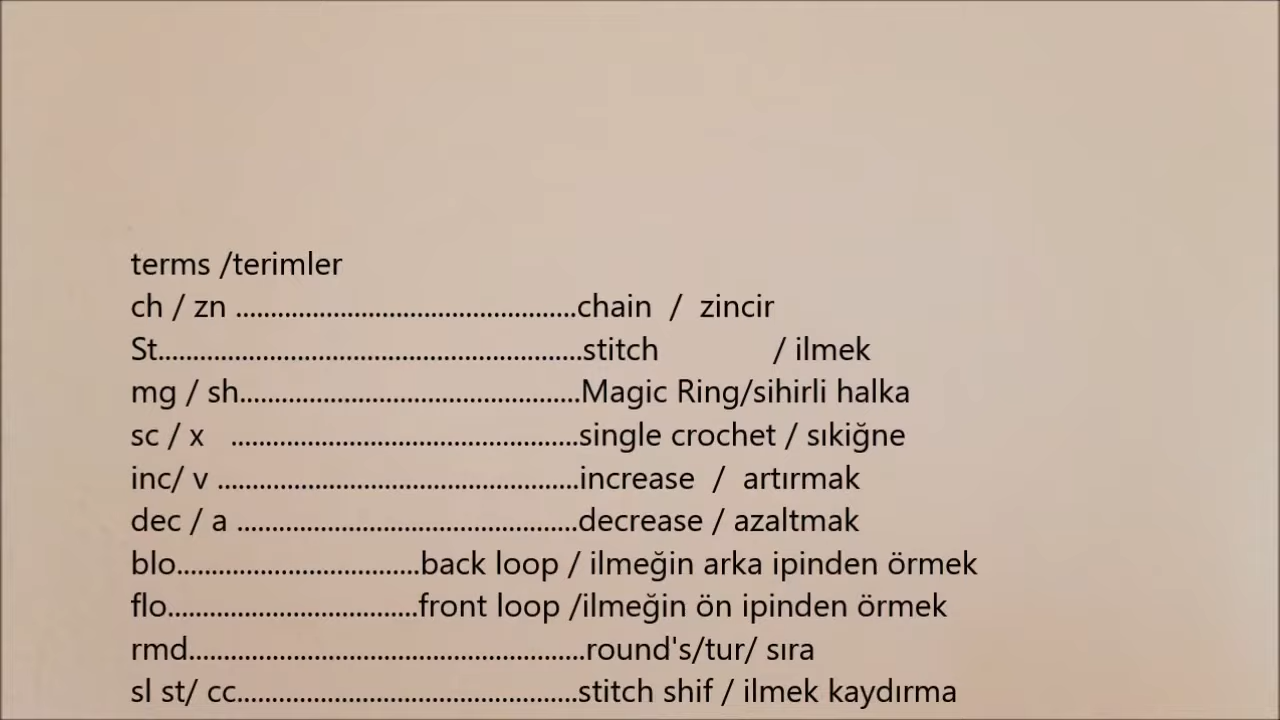 terms /terimler
ch / zn .................................................chain  /  zincir
St.............................................................stitch             / ilmek
mg / sh.................................................Magic Ring/sihirli halka
sc / x   ..................................................single crochet / sıkiğne
inc/ v ....................................................increase  /  artırmak
dec / a .................................................decrease / azaltmak
blo...................................back loop / ilmeğin arka ipinden örmek
flo....................................front loop /ilmeğin ön ipinden örmek
rmd.........................................................round's/tur/ sıra
sl st/ cc.................................................stitch shif / ilmek kaydırma